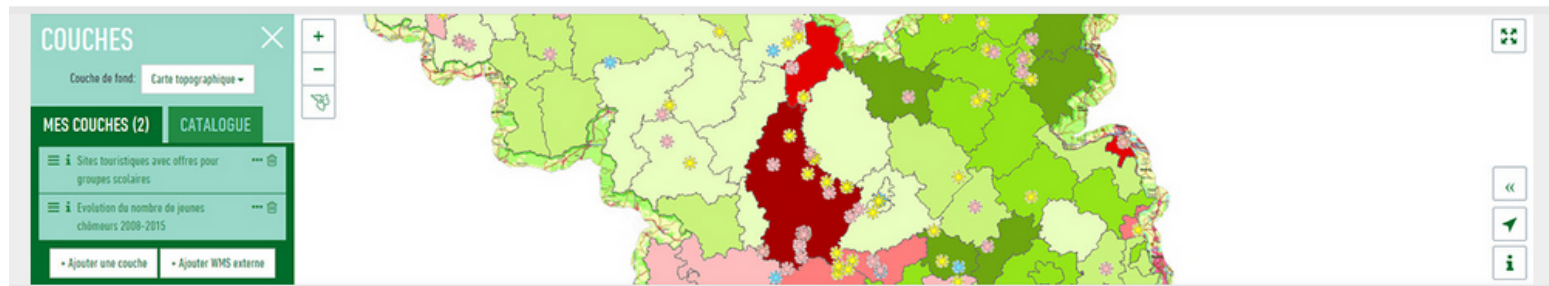 COUCHES
Couche de fond: Carte topographique
MES COUCHES (2) CATALOGUE
Sites touristiques avec offres pour
groupes scolaires
Evolution du nombre de jeunes
chômeurs 2008-2015
+ Ajouter une couche + Ajouter WMS externe